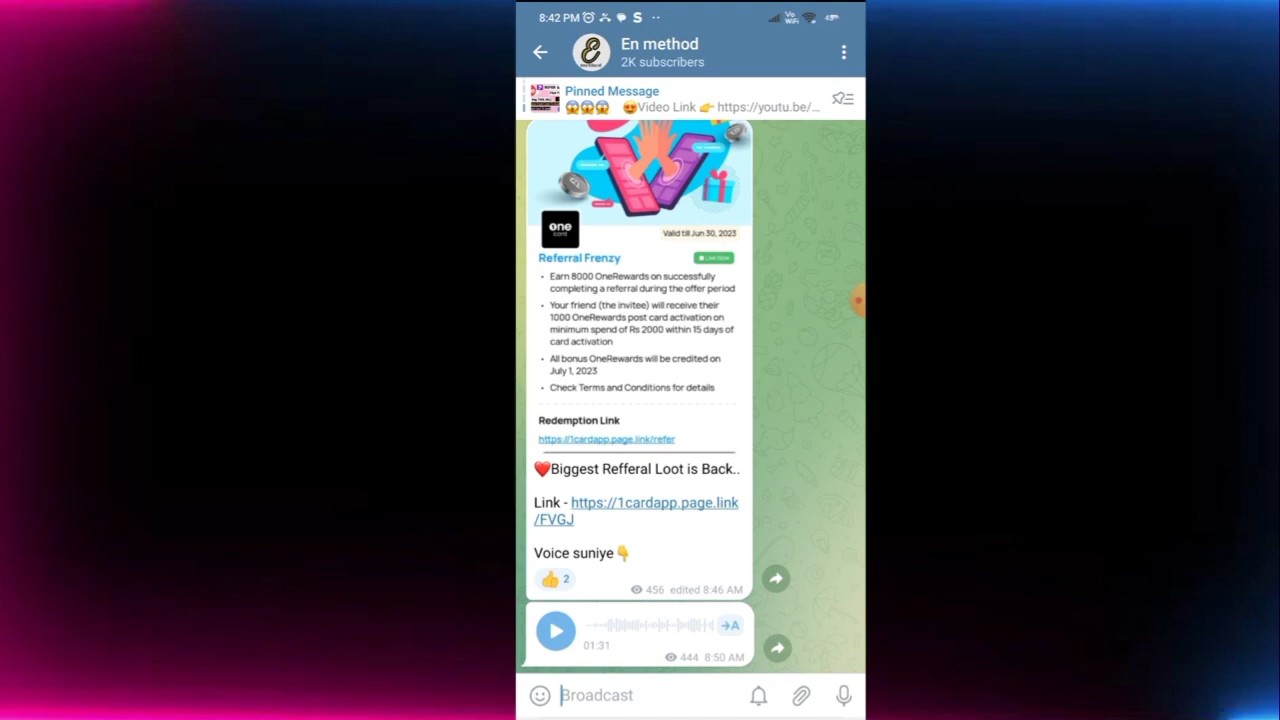 8:42 PM S
Vo
WiFi
En method
2K subscribers
Pinned Message
😱😱😱 😍Video Link 👉 https://youtu.be/...
one
card
Valid till Jun 30, 2023
Referral Frenzy
Live Now
• Earn 8000 OneRewards on successfully
completing a referral during the offer period
• Your friend (the invitee) will receive their
1000 OneRewards post card activation on
minimum spend of Rs 2000 within 15 days of
card activation
• All bonus OneRewards will be credited on
July 1, 2023
• Check Terms and Conditions for details
Redemption Link
https://1cardapp.page.link/refer
❤️Biggest Refferal Loot is Back..
Link - https://1cardapp.page.link
/FVGJ
Voice suniye👇
👍 2
456 edited 8:46 AM
→A
01:31
444 8:50 AM
Broadcast